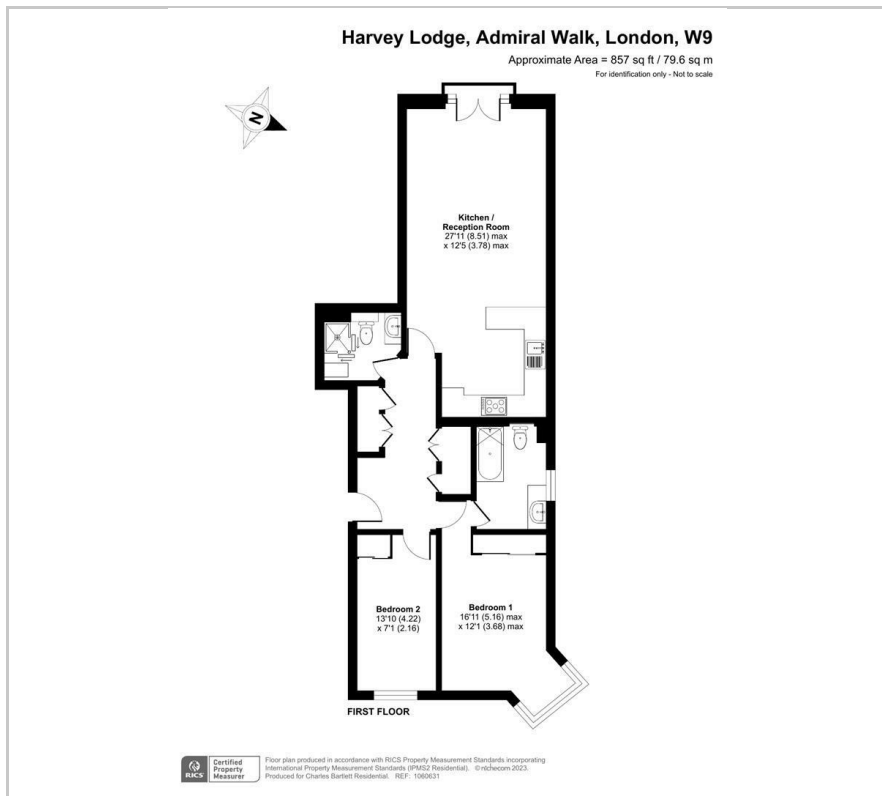 Harvey Lodge, Admiral Walk, London, W9
Approximate Area = 857 sq ft / 79.6 sq m
For identification only - Not to scale
N
Kitchen /
Reception Room
27'11 (8.51) max
x 12'5 (3.78) max
Bedroom 2
13'10 (4.22)
x 7'1 (2.16)
Bedroom 1
16'11 (5.16) max
x 12'1 (3.68) max
FIRST FLOOR
RICS
Certified
Property
Measurer
Floor plan produced in accordance with RICS Property Measurement Standards incorporating
International Property Measurement Standards (IPMS2 Residential). © nichecom 2023.
Produced for Charles Bartlett Residential. REF: 1060631